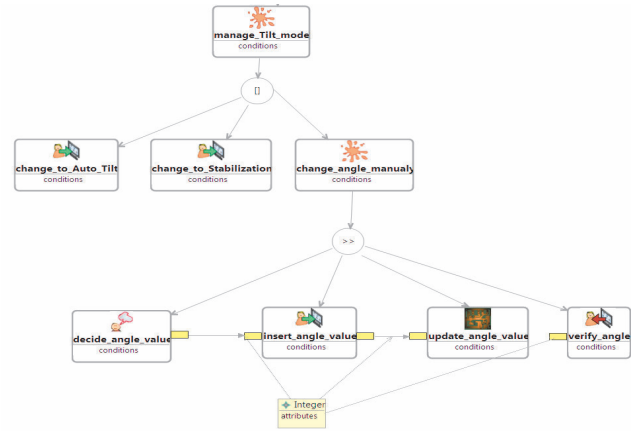 manage_Tilt_mode
conditions
[]
change_to_Auto_Tilt
conditions
change_to_Stabilization
conditions
change_angle_manualy
conditions
>>
decide_angle_value
conditions
insert_angle_value
conditions
update_angle_value
conditions
verify_angle
conditions
Integer
attributes